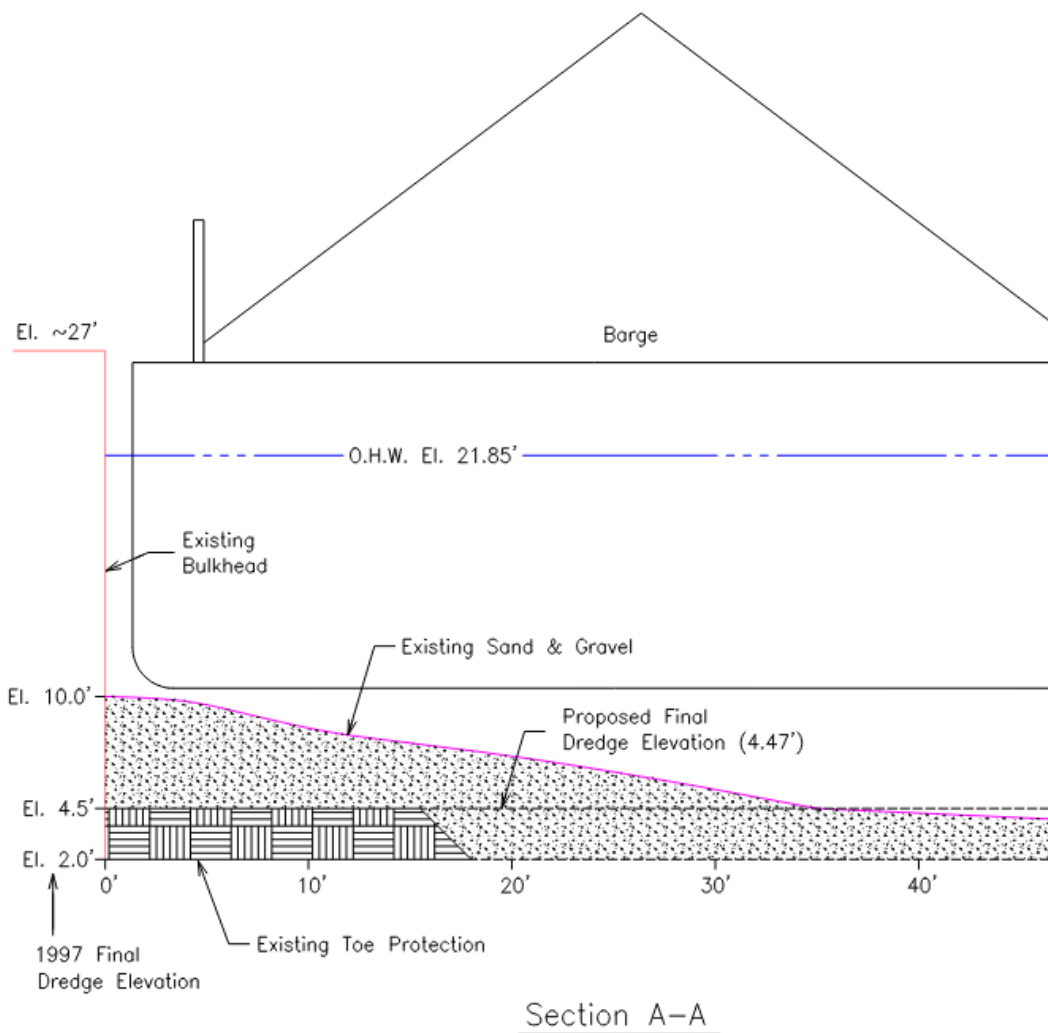 El. ~27'
Barge
O.H.W. El. 21.85'
Existing
Bulkhead
Existing Sand & Gravel
El. 10.0'
Proposed Final
Dredge Elevation (4.47')
El. 4.5'
El. 2.0'
0'
10'
20'
30'
40'
Existing Toe Protection
1997 Final
Dredge Elevation
Section A-A